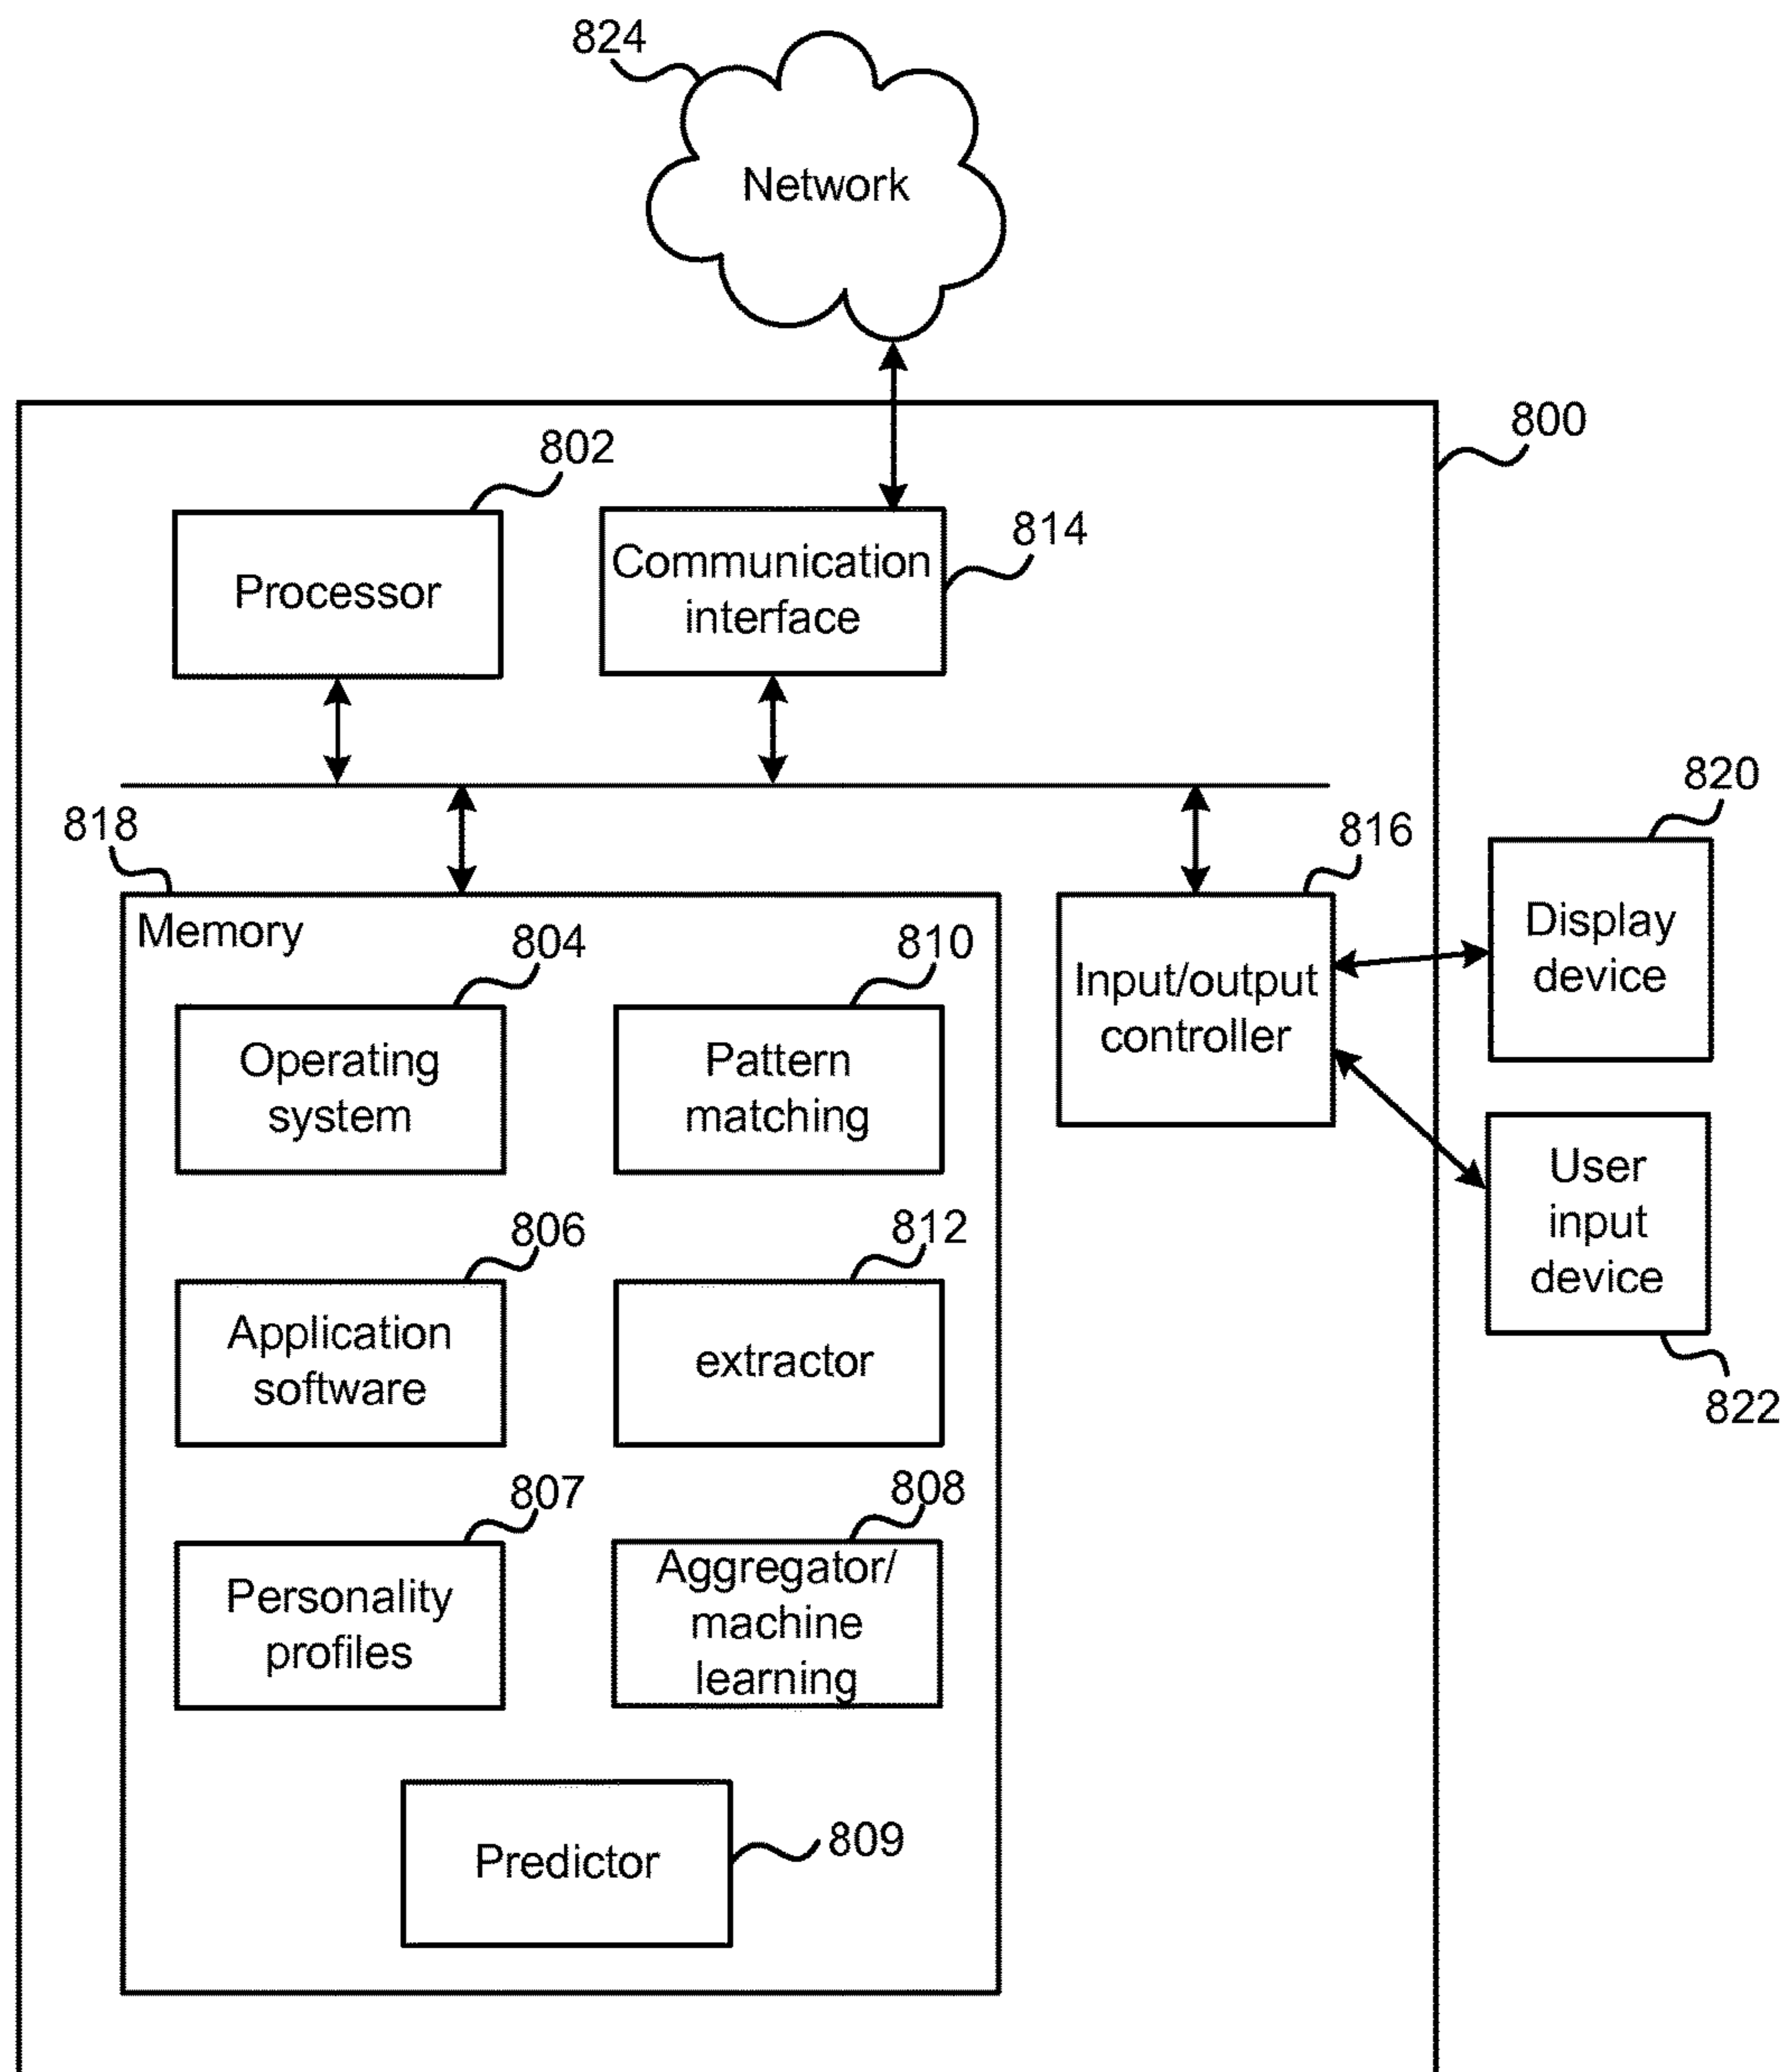 824
Network
800
802
Processor
Communication
interface
814
818
Memory
804
Operating
system
810
Pattern
matching
816
Input/output
controller
820
Display
device
User
input
device
822
806
Application
software
812
extractor
807
Personality
profiles
808
Aggregator/
machine
learning
Predictor
809